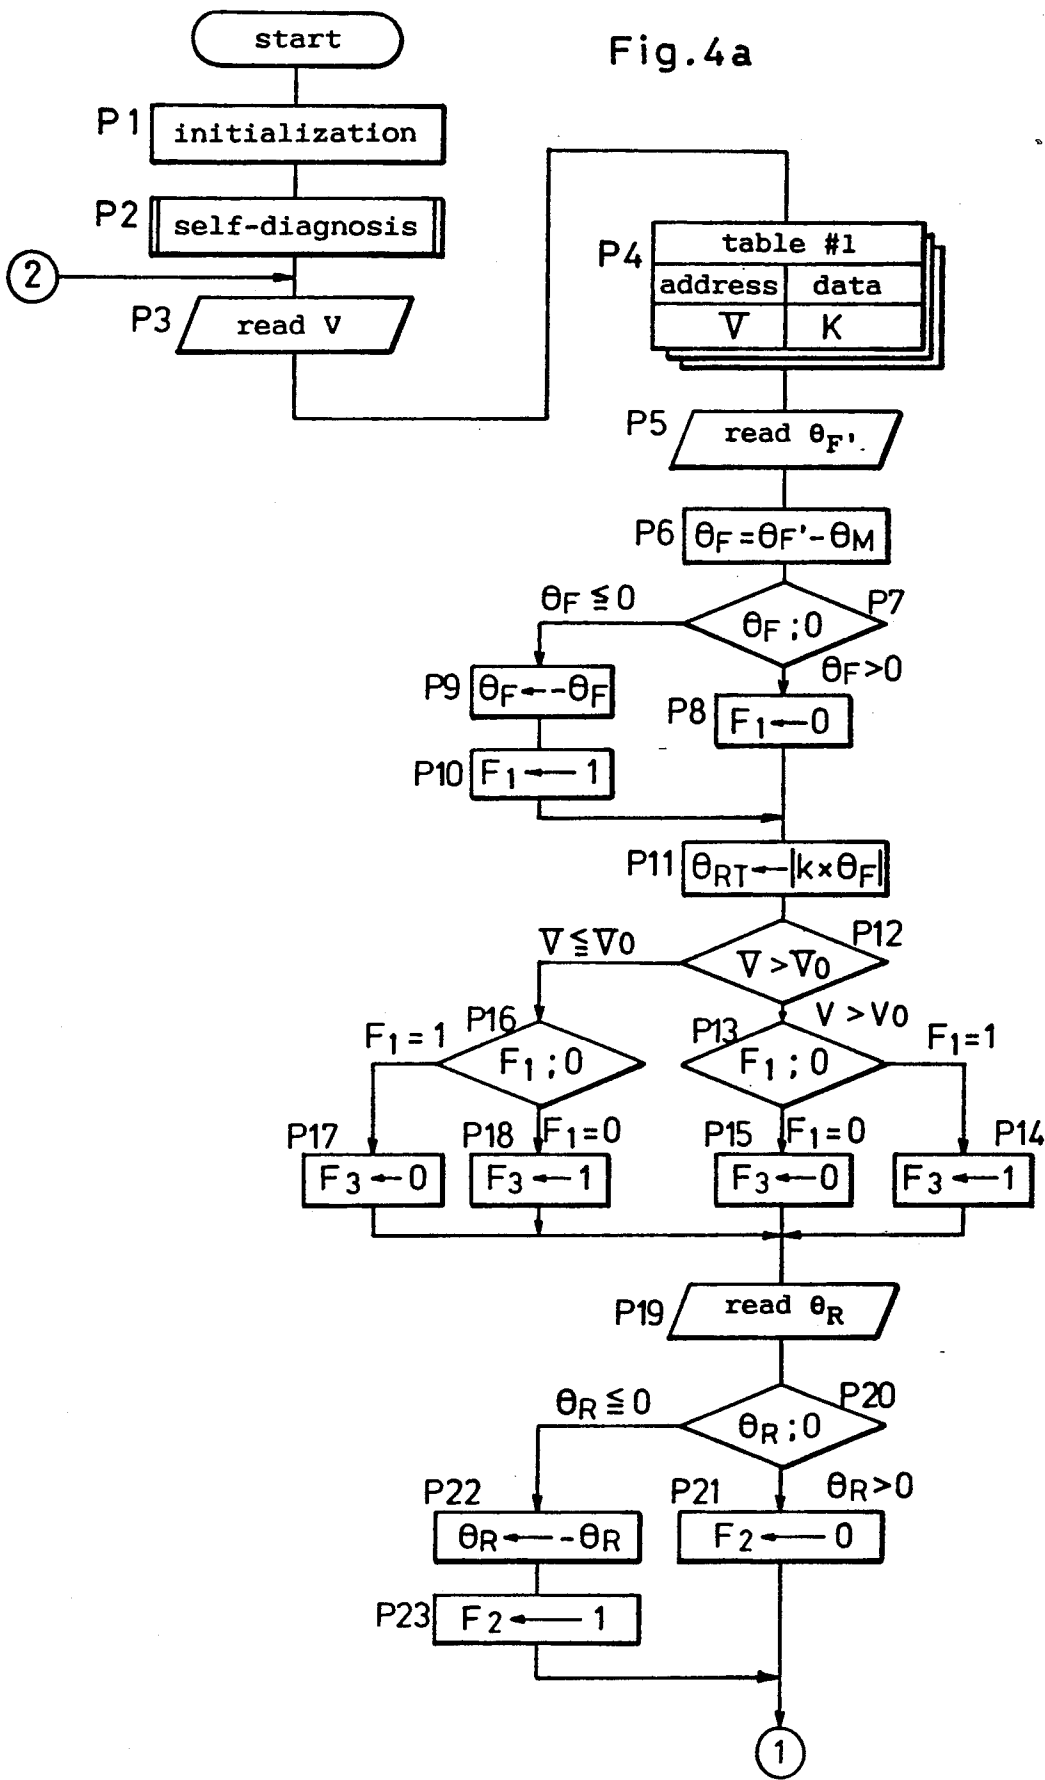 Fig.4a
start
P1
initialization
P2
self-diagnosis
2
P3
read V
P4
table #1
address data
V K
P5
read θF'
P6
θF=θF'-θM
P7
θF;0
θF≦0
θF>0
P9
θF←-θF
P8
F1←0
P10
F1←1
P11
θRT←|k×θF|
P12
V>V0
V≦V0
V>V0
P16
F1;0
F1=1
P13
F1;0
F1=1
P17
F3←0
P18
F1=0
F3←1
P15
F1=0
F3←0
P14
F3←1
P19
read θR
P20
θR;0
θR≦0
θR>0
P22
θR←-θR
P21
F2←0
P23
F2←1
1